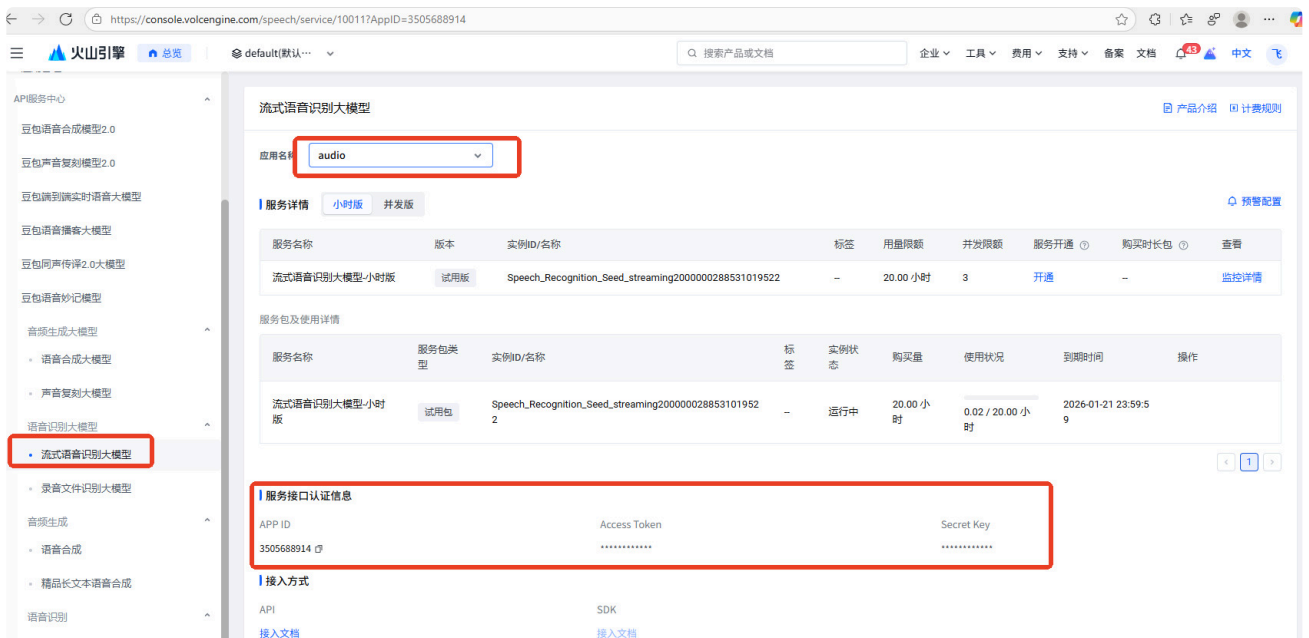 https://console.volcengine.com/speech/service/10011?AppID=3505688914
火山引擎 总览 default(默认… 搜索产品或文档 企业 工具 费用 支持 备案 文档 43 中文 飞
API服务中心
豆包语音合成模型2.0
豆包声音复刻模型2.0
豆包端到端实时语音大模型
豆包语音播客大模型
豆包同声传译2.0大模型
豆包语音妙记模型
音频生成大模型
语音合成大模型
声音复刻大模型
语音识别大模型
流式语音识别大模型
录音文件识别大模型
音频生成
语音合成
精品长文本语音合成
语音识别
流式语音识别大模型 产品介绍 计费规则
应用名称 audio
服务详情 小时版 并发版 预警配置
服务名称 版本 实例ID/名称 标签 用量限额 并发限额 服务开通 购买时长包 查看
流式语音识别大模型-小时版 试用版 Speech_Recognition_Seed_streaming2000000288531019522 – 20.00 小时 3 开通 – 监控详情
服务包及使用详情
服务名称 服务包类型 实例ID/名称 标签 实例状态 购买量 使用状况 到期时间 操作
流式语音识别大模型-小时版 试用包 Speech_Recognition_Seed_streaming2000000288531019522 – 运行中 20.00 小时 0.02 / 20.00 小时 2026-01-21 23:59:59
1
服务接口认证信息
APP ID Access Token Secret Key
3505688914 ************ ************
接入方式
API SDK
接入文档 接入文档